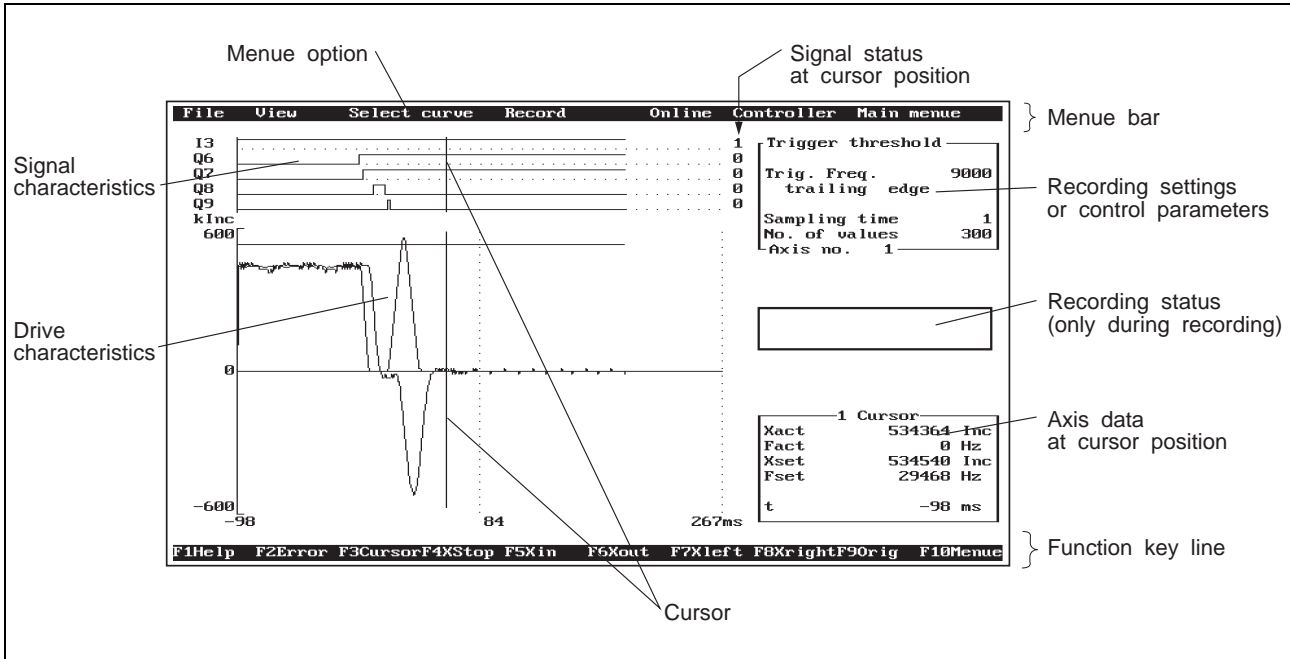 Menue option
Signal status
at cursor position
File View Select curve Record Online Controller Main menue
Menue bar
I3 1
Q6 0
Q7 0
Q8 0
Q9 0
kInc
600
0
-600
-98 84 267ms
Signal
characteristics
Drive
characteristics
Trigger threshold
Trig. Freq. 9000
trailing edge
Sampling time 1
No. of values 300
Axis no. 1
Recording settings
or control parameters
Recording status
(only during recording)
1 Cursor
Xact 534364 Inc
Fact 0 Hz
Xset 534540 Inc
Fset 29468 Hz
t -98 ms
Axis data
at cursor position
F1Help F2Error F3CursorF4XStop F5Xin F6Xout F7Xleft F8XrightF9Orig F10Menue
Function key line
Cursor